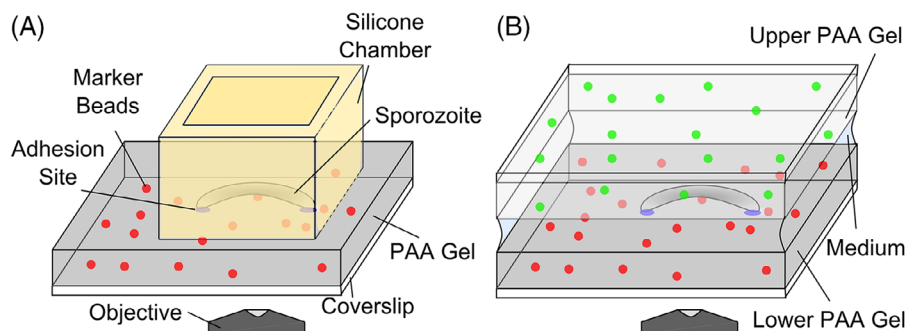 (A)
Silicone
Chamber
Marker
Beads
Sporozoite
Adhesion
Site
PAA Gel
Coverslip
Objective
(B)
Upper PAA Gel
Medium
Lower PAA Gel